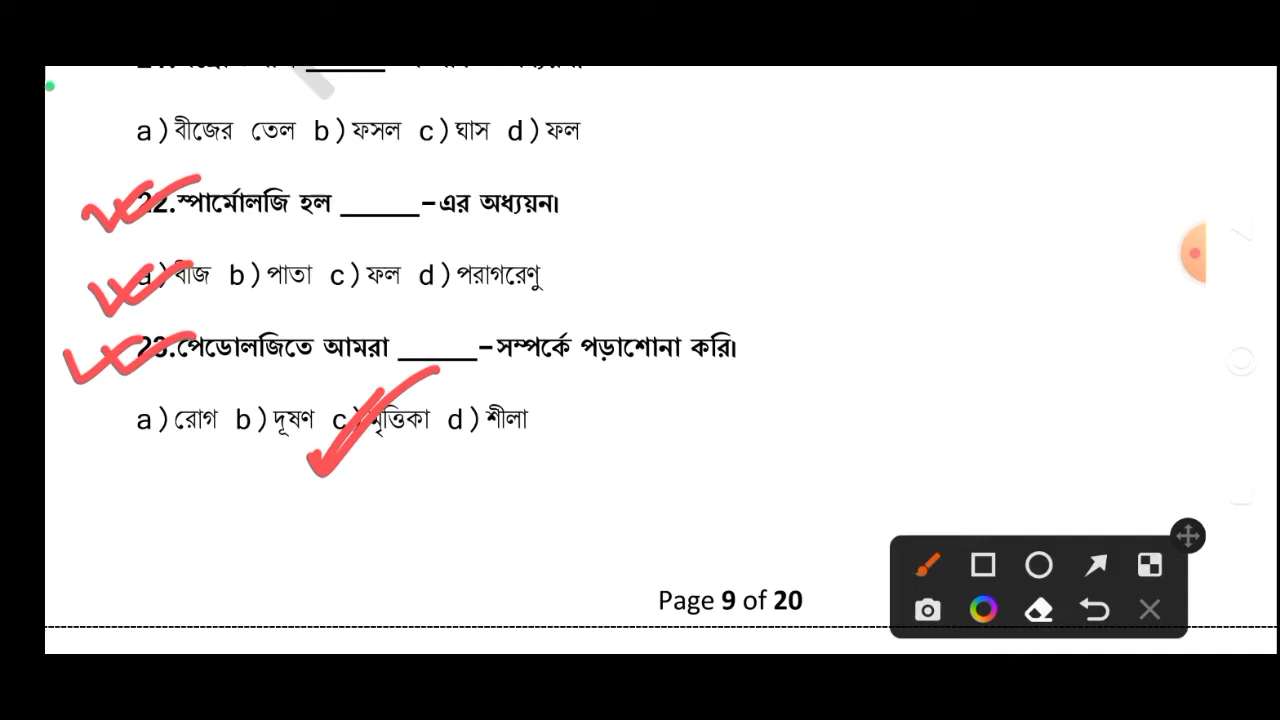 a)বীজের তেল b)ফসল c)ঘাস d)ফল
22.স্পার্মোলজি হল ______-এর অধ্যয়ন।
a)বীজ b)পাতা c)ফল d)পরাগরেণু
23.পেডোলজিতে আমরা ______-সম্পর্কে পড়াশোনা করি।
a)রোগ b)দূষণ c)মৃত্তিকা d)শীলা
Page 9 of 20